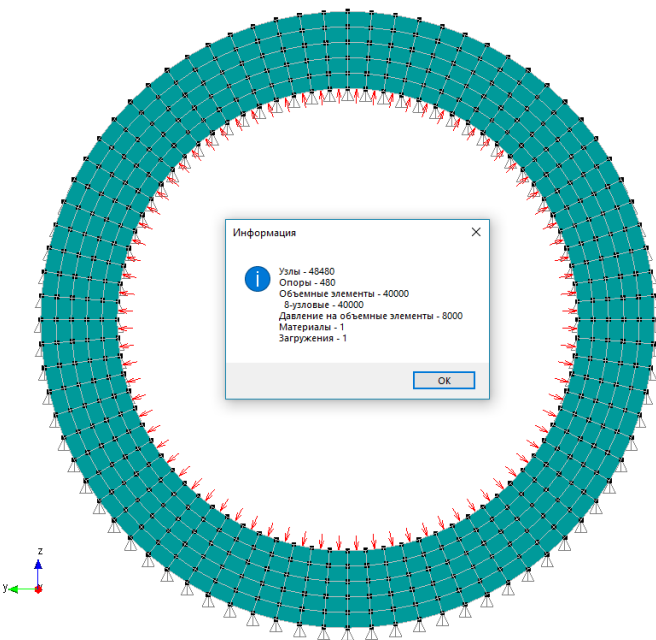 Информация
Узлы - 48480
Опоры - 480
Объемные элементы - 40000
8-узловые - 40000
Давление на объемные элементы - 8000
Материалы - 1
Загружения - 1
OK
z
y